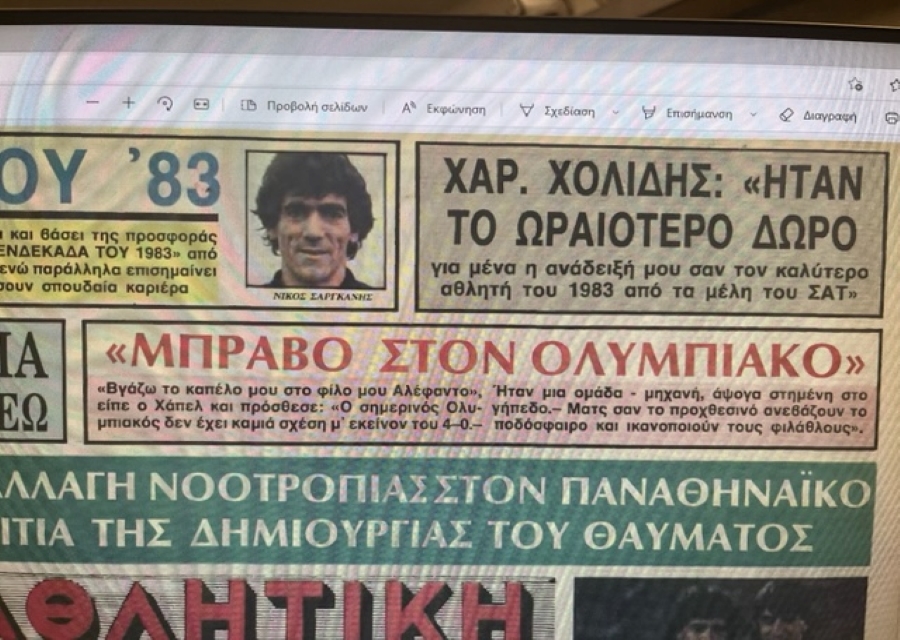 Προβολή σελίδων
Εκφώνηση
Σχεδίαση
Επισήμανση
Διαγραφή
ΟΥ '83
και βάσει της προσφοράς
ΕΝΔΕΚΑΔΑ ΤΟΥ 1983» από
ενώ παράλληλα επισημαίνει
σπουδαία καριέρα
ΝΙΚΟΣ ΣΑΡΓΚΑΝΗΣ
ΧΑΡ. ΧΟΛΙΔΗΣ: «ΗΤΑΝ
ΤΟ ΩΡΑΙΟΤΕΡΟ ΔΩΡΟ
για μένα η ανάδειξή μου σαν τον καλύτερο
αθλητή του 1983 από τα μέλη του ΣΑΤ»
ΙΑ
ΕΩ
«ΜΠΡΑΒΟ ΣΤΟΝ ΟΛΥΜΠΙΑΚΟ»
«Βγάζω το καπέλο μου στο φίλο μου Αλέφαντο»,
είπε ο Χάπελ και πρόσθεσε: «Ο σημερινός Ολυ-
μπιακός δεν έχει καμιά σχέση μ' εκείνον του 4–0.–
Ήταν μια ομάδα - μηχανή, άψογα στημένη στο
γήπεδο.– Ματς σαν το προχθεσινό ανεβάζουν το
ποδόσφαιρο και ικανοποιούν τους φιλάθλους».
ΛΛΑΓΗ ΝΟΟΤΡΟΠΙΑΣ ΣΤΟΝ ΠΑΝΑΘΗΝΑΪΚΟ
ΙΤΙΑ ΤΗΣ ΔΗΜΙΟΥΡΓΙΑΣ ΤΟΥ ΘΑΥΜΑΤΟΣ
ΑΘΛΗΤΙΚΗ